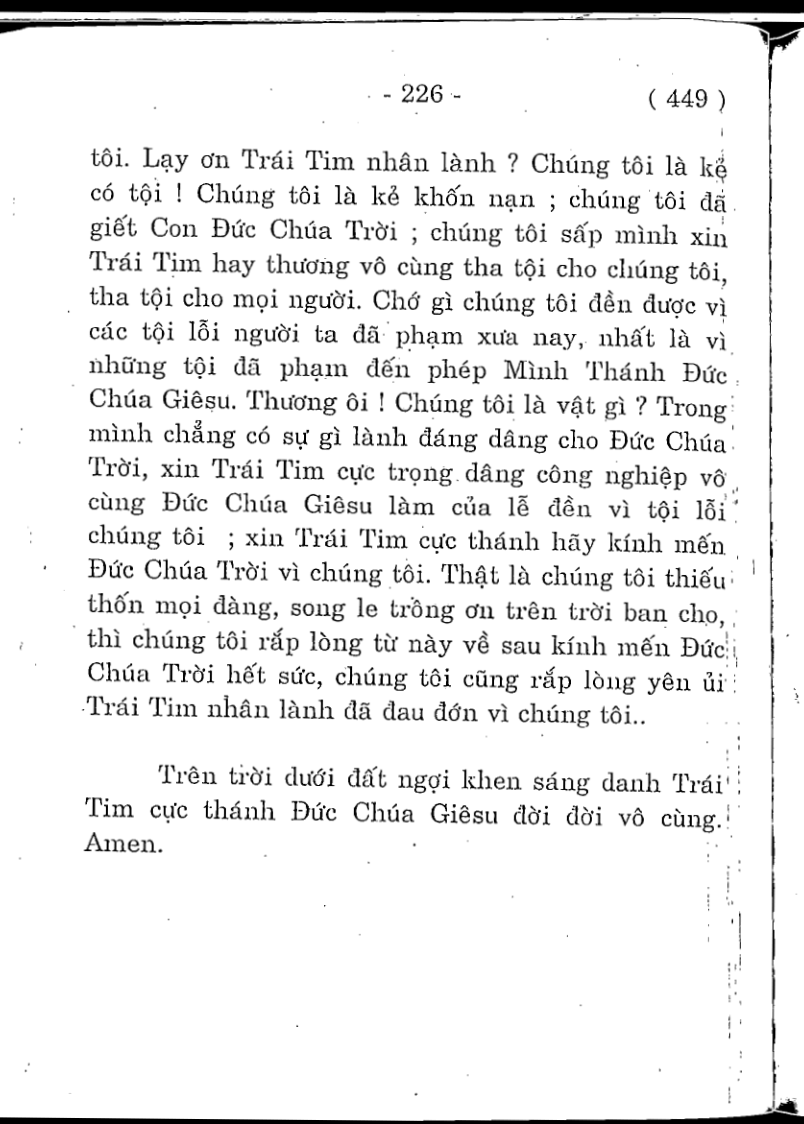 - 226 -
( 449 )
tôi. Lạy ơn Trái Tim nhân lành ? Chúng tôi là kẻ
có tội ! Chúng tôi là kẻ khốn nạn ; chúng tôi đã
giết Con Đức Chúa Trời ; chúng tôi sấp mình xin
Trái Tim hay thương vô cùng tha tội cho chúng tôi,
tha tội cho mọi người. Chớ gì chúng tôi đền được vì
các tội lỗi người ta đã phạm xưa nay, nhất là vì
những tội đã phạm đến phép Mình Thánh Đức
Chúa Giêsu. Thương ôi ! Chúng tôi là vật gì ? Trong
mình chẳng có sự gì lành đáng dâng cho Đức Chúa
Trời, xin Trái Tim cực trọng dâng công nghiệp vô
cùng Đức Chúa Giêsu làm của lễ đền vì tội lỗi
chúng tôi ; xin Trái Tim cực thánh hãy kính mến
Đức Chúa Trời vì chúng tôi. Thật là chúng tôi thiếu
thốn mọi đàng, song le trông ơn trên trời ban cho,
thì chúng tôi rắp lòng từ này về sau kính mến Đức
Chúa Trời hết sức, chúng tôi cũng rắp lòng yên ủi
Trái Tim nhân lành đã đau đớn vì chúng tôi..
Trên trời dưới đất ngợi khen sáng danh Trái
Tim cực thánh Đức Chúa Giêsu đời đời vô cùng.
Amen.